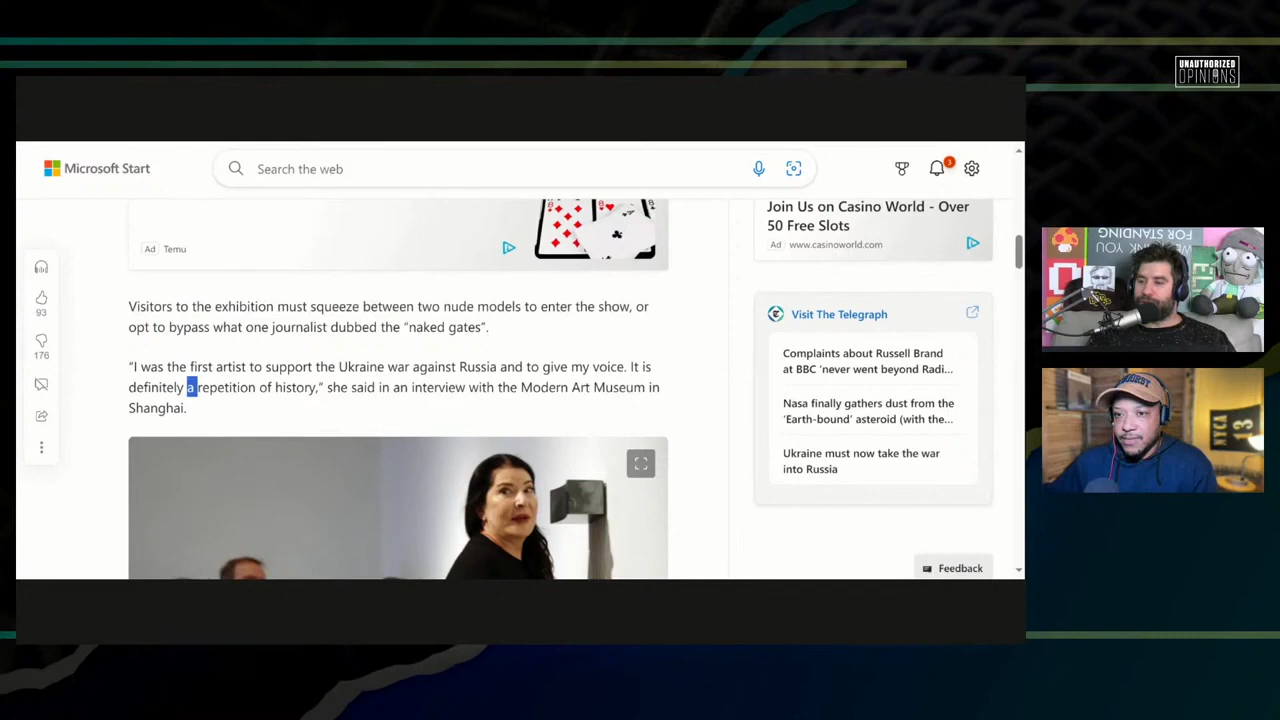 UNAUTHORIZED
OPINIONS
Microsoft Start
Search the web
3
Ad Temu
Join Us on Casino World - Over
50 Free Slots
Ad www.casinoworld.com
93
176
Visitors to the exhibition must squeeze between two nude models to enter the show, or
opt to bypass what one journalist dubbed the “naked gates”.
“I was the first artist to support the Ukraine war against Russia and to give my voice. It is
definitely a repetition of history,” she said in an interview with the Modern Art Museum in
Shanghai.
Visit The Telegraph
Complaints about Russell Brand
at BBC ‘never went beyond Radi...
Nasa finally gathers dust from the
‘Earth-bound’ asteroid (with the...
Ukraine must now take the war
into Russia
Feedback
FOR STANDING
YOU
NYCA
13